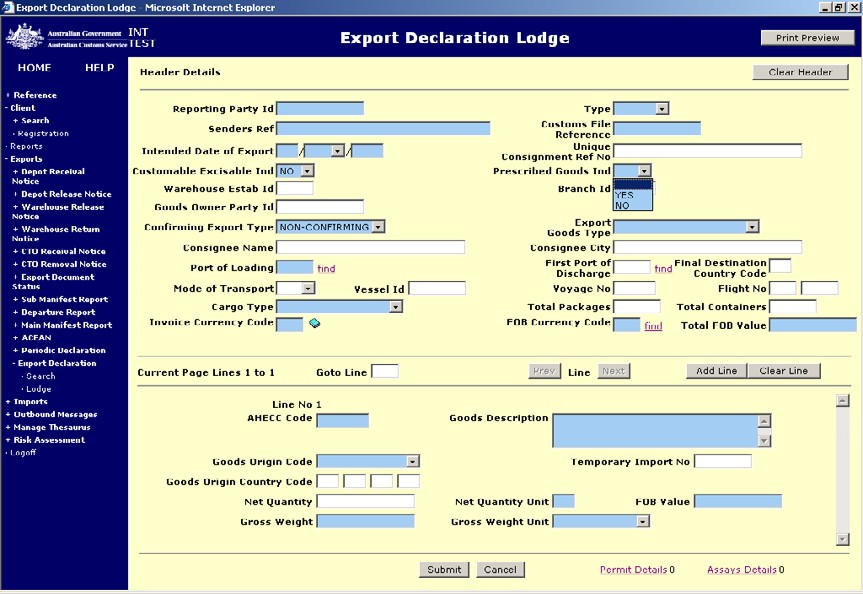 Export Declaration Lodge - Microsoft Internet Explorer
Australian Government INT
Australian Customs Service TEST
Export Declaration Lodge
Print Preview
HOME HELP
+ Reference
- Client
+ Search
· Registration
· Reports
- Exports
+ Depot Receival
Notice
+ Depot Release Notice
+ Warehouse Release
Notice
+ Warehouse Return
Notice
+ CTO Receival Notice
+ CTO Removal Notice
+ Export Document
Status
+ Sub Manifest Report
+ Departure Report
+ Main Manifest Report
+ ACEAN
+ Periodic Declaration
- Export Declaration
· Search
· Lodge
+ Imports
+ Outbound Messages
+ Manage Thesaurus
+ Risk Assessment
· Logoff
Header Details Clear Header
Reporting Party Id Type
Senders Ref Customs File
Reference
Intended Date of Export / / Unique
Consignment Ref No
Customable Excisable Ind NO Prescribed Goods Ind
YES
NO
Warehouse Estab Id Branch Id
Goods Owner Party Id
Confirming Export Type NON-CONFIRMING Export
Goods Type
Consignee Name Consignee City
Port of Loading find First Port of
Discharge find Final Destination
Country Code
Mode of Transport Vessel Id Voyage No Flight No
Cargo Type Total Packages Total Containers
Invoice Currency Code FOB Currency Code find Total FOB Value
Current Page Lines 1 to 1 Goto Line Prev Line Next Add Line Clear Line
Line No 1
AHECC Code Goods Description
Goods Origin Code Temporary Import No
Goods Origin Country Code
Net Quantity Net Quantity Unit FOB Value
Gross Weight Gross Weight Unit
Submit Cancel Permit Details 0 Assays Details 0